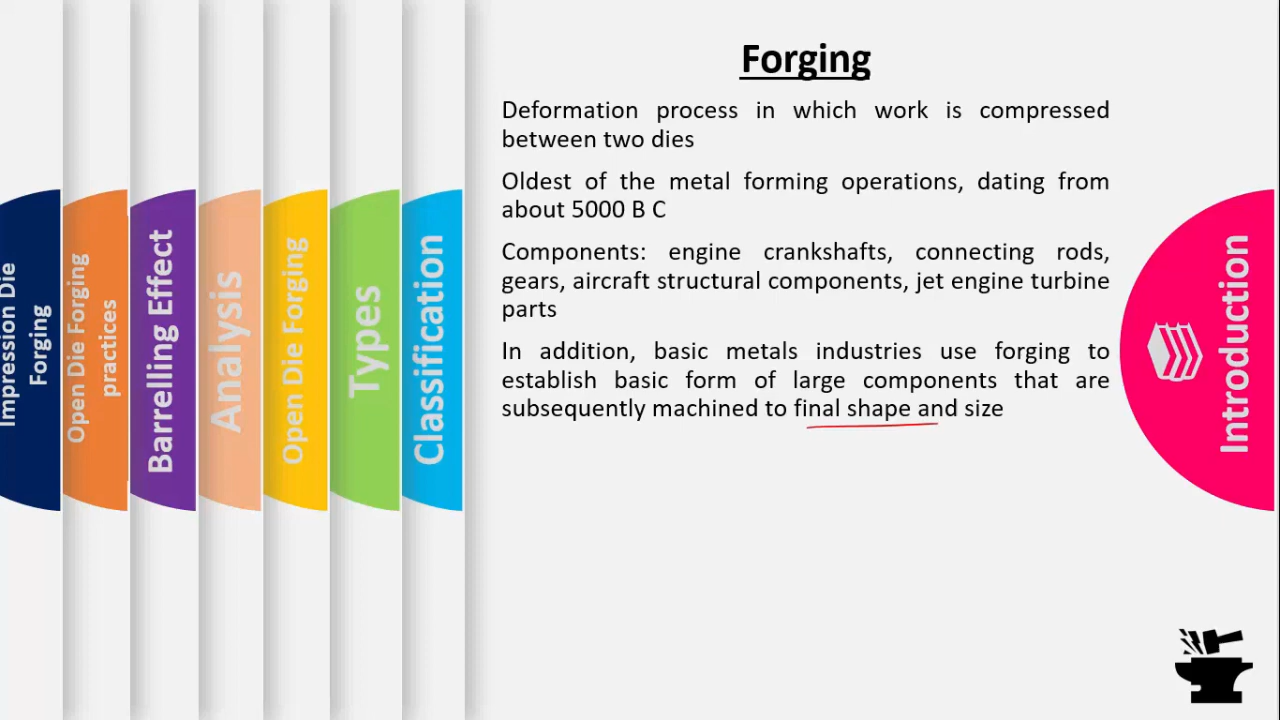 Forging
Deformation process in which work is compressed
between two dies
Oldest of the metal forming operations, dating from
about 5000 B C
Components: engine crankshafts, connecting rods,
gears, aircraft structural components, jet engine turbine
parts
In addition, basic metals industries use forging to
establish basic form of large components that are
subsequently machined to final shape and size
Impression Die
Forging
Open Die Forging
practices
Barrelling Effect
Analysis
Open Die Forging
Types
Classification
Introduction